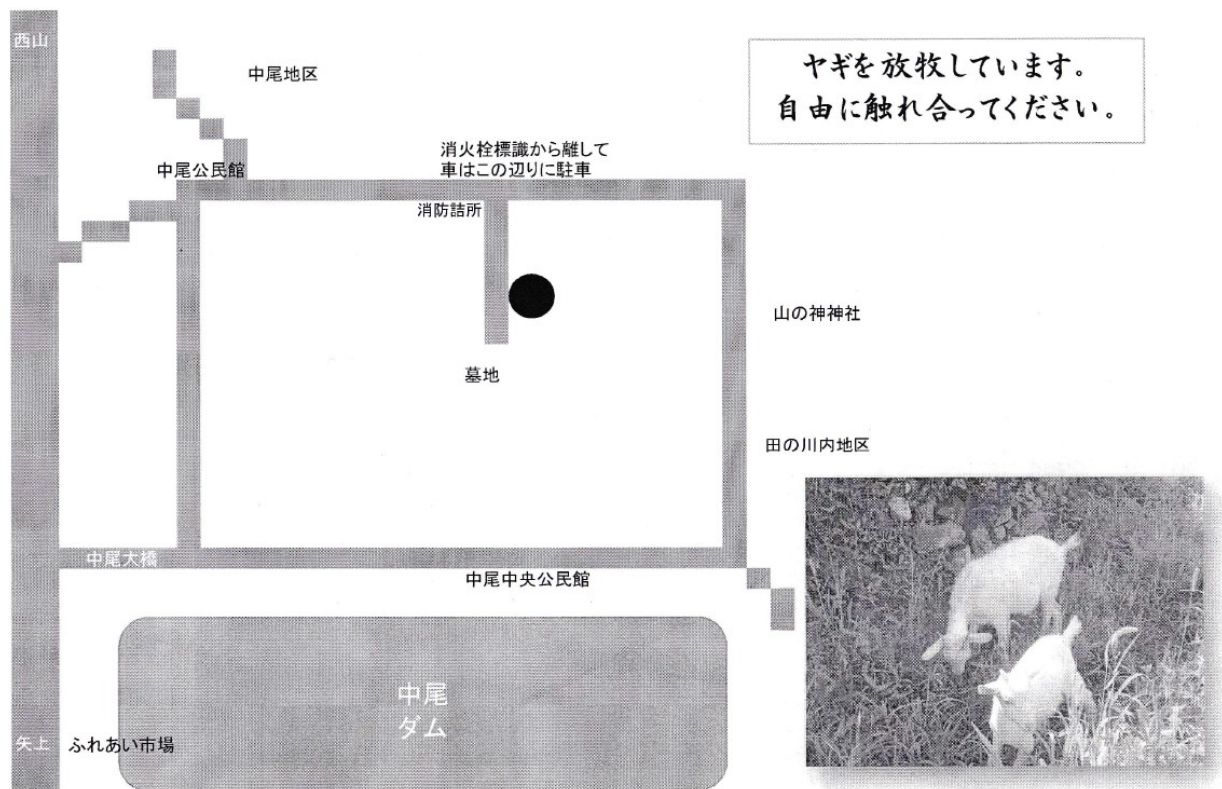 西山
中尾地区
ヤギを放牧しています。
自由に触れ合ってください。
中尾公民館
消火栓標識から離して
車はこの辺りに駐車
消防詰所
山の神神社
墓地
田の川内地区
中尾大橋
中尾中央公民館
中尾
ダム
矢上
ふれあい市場